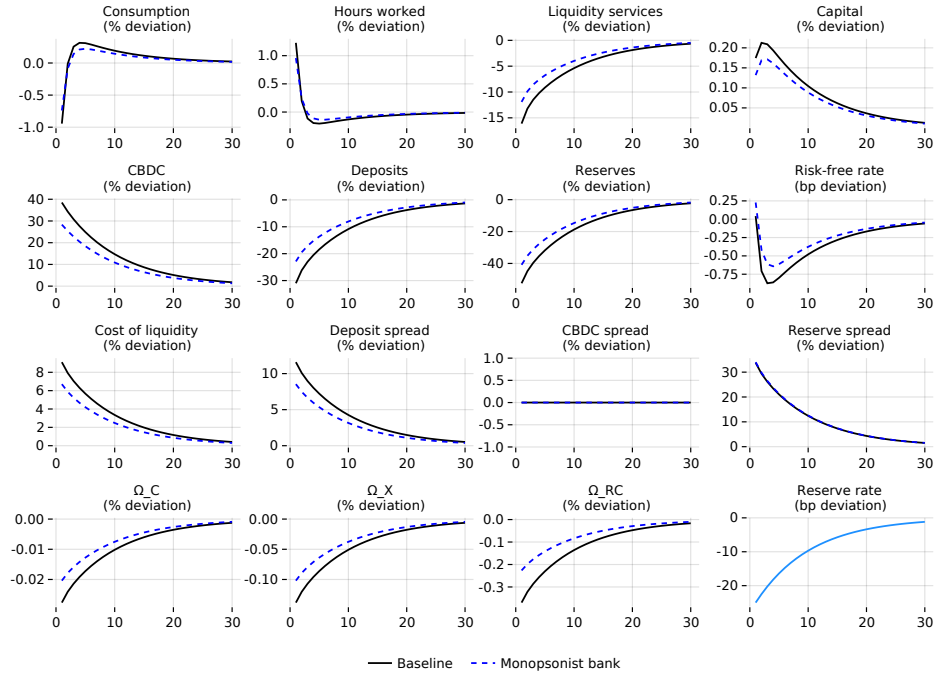 Consumption
(% deviation)
0.0
-0.5
-1.0
0 10 20 30
Hours worked
(% deviation)
1.0
0.5
0.0
0 10 20 30
Liquidity services
(% deviation)
0
-5
-10
-15
0 10 20 30
Capital
(% deviation)
0.20
0.15
0.10
0.05
0 10 20 30
CBDC
(% deviation)
40
30
20
10
0
0 10 20 30
Deposits
(% deviation)
0
-10
-20
-30
0 10 20 30
Reserves
(% deviation)
0
-20
-40
0 10 20 30
Risk-free rate
(bp deviation)
0.25
0.00
-0.25
-0.50
-0.75
0 10 20 30
Cost of liquidity
(% deviation)
8
6
4
2
0
0 10 20 30
Deposit spread
(% deviation)
10
5
0
0 10 20 30
CBDC spread
(% deviation)
1.0
0.5
0.0
-0.5
-1.0
0 10 20 30
Reserve spread
(% deviation)
30
20
10
0
0 10 20 30
Ω_C
(% deviation)
0.00
-0.01
-0.02
0 10 20 30
Ω_X
(% deviation)
0.00
-0.05
-0.10
0 10 20 30
Ω_RC
(% deviation)
0.0
-0.1
-0.2
-0.3
0 10 20 30
Reserve rate
(bp deviation)
0
-10
-20
0 10 20 30
Baseline Monopsonist bank